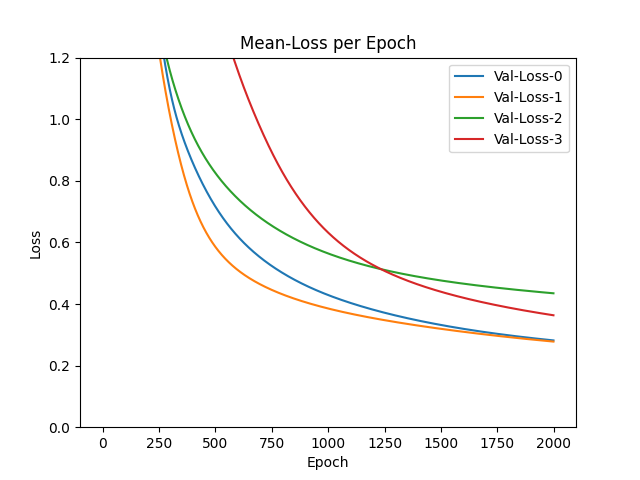 Mean-Loss per Epoch
Val-Loss-0
Val-Loss-1
Val-Loss-2
Val-Loss-3
1.2
1.0
0.8
0.6
0.4
0.2
0.0
Loss
0 250 500 750 1000 1250 1500 1750 2000
Epoch